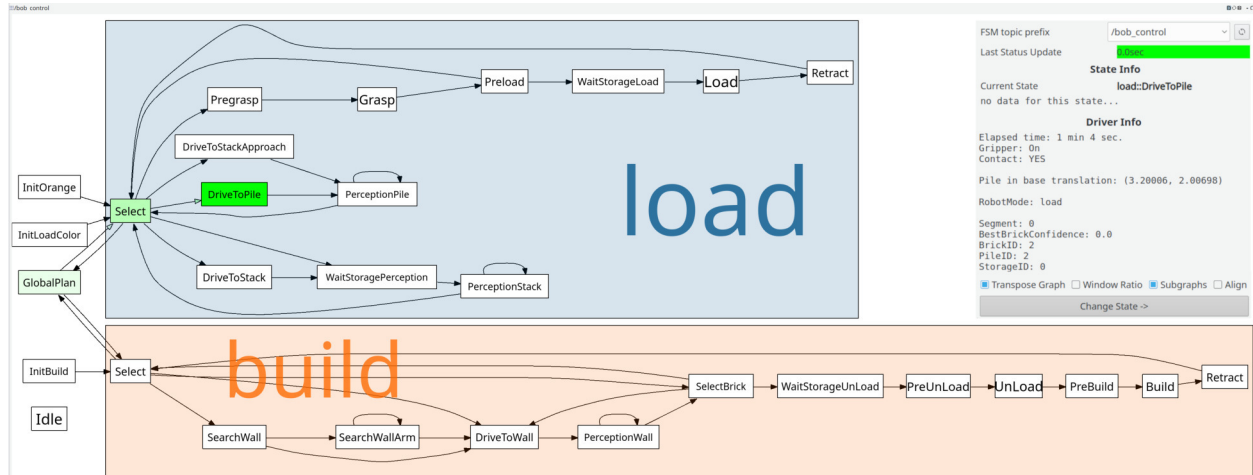 /bob_control
Retract
Preload
WaitStorageLoad
Load
Pregrasp
Grasp
DriveToStackApproach
InitOrange
DriveToPile
PerceptionPile
Select
InitLoadColor
load
GlobalPlan
DriveToStack
WaitStoragePerception
PerceptionStack
FSM topic prefix
/bob_control
Last Status Update
0.0sec
State Info
Current State
load::DriveToPile
no data for this state...
Driver Info
Elapsed time: 1 min 4 sec.
Gripper: On
Contact: YES
Pile in base translation: (3.20006, 2.00698)
RobotMode: load
Segment: 0
BestBrickConfidence: 0.0
BrickID: 2
PileID: 2
StorageID: 0
Transpose Graph
Window Ratio
Subgraphs
Align
Change State ->
InitBuild
Select
build
SelectBrick
WaitStorageUnLoad
PreUnLoad
UnLoad
PreBuild
Build
Retract
Idle
SearchWall
SearchWallArm
DriveToWall
PerceptionWall